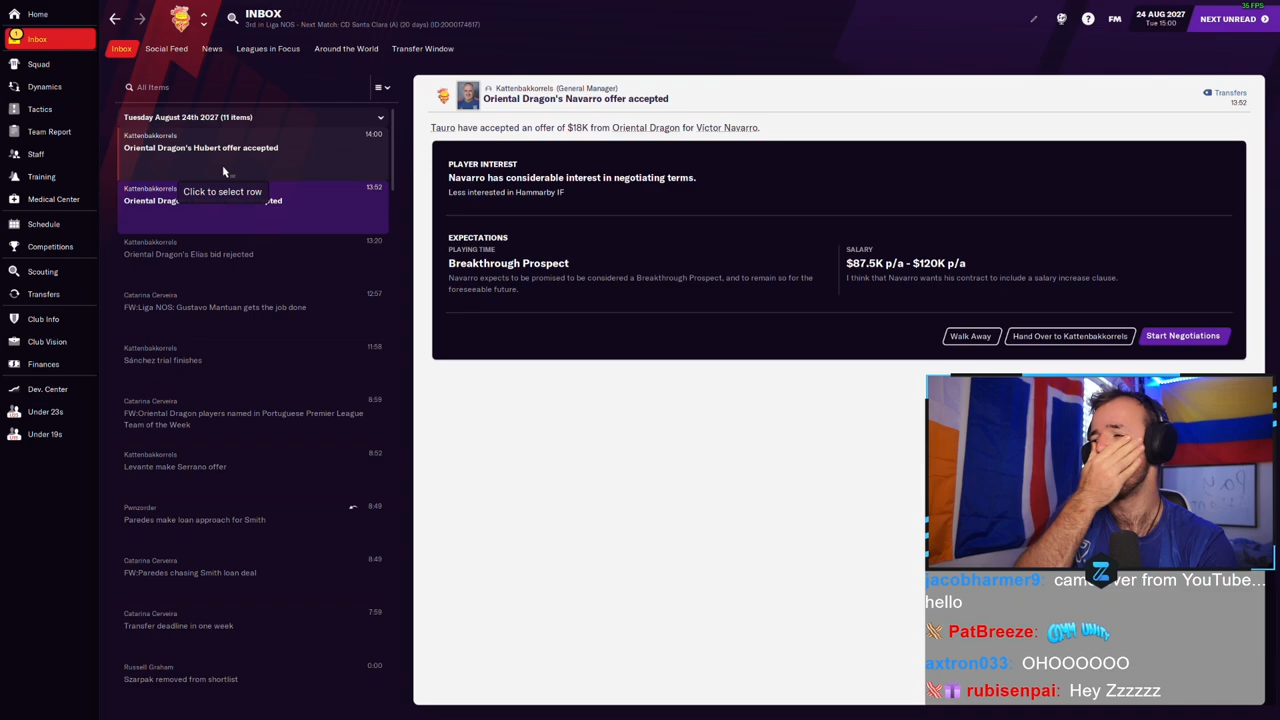 35 FPS
Home
INBOX
3rd in Liga NOS - Next Match: CD Santa Clara (A) (20 days) (ID:2000174617)
FM
24 AUG 2027
Tue 15:00
NEXT UNREAD
1
Inbox
Squad
Dynamics
Tactics
Team Report
Staff
Training
Medical Center
Schedule
Competitions
Scouting
Transfers
Club Info
Club Vision
Finances
Dev. Center
Under 23s
Under 19s
Inbox
Social Feed
News
Leagues in Focus
Around the World
Transfer Window
All Items
Tuesday August 24th 2027 (11 items)
Kattenbakkorrels 14:00
Oriental Dragon's Hubert offer accepted
Click to select row
Kattenbakkorrels 13:52
Kattenbakkorrels 13:20
Oriental Dragon's Elias bid rejected
Catarina Cerveira 12:57
FW:Liga NOS: Gustavo Mantuan gets the job done
Kattenbakkorrels 11:58
Sánchez trial finishes
Catarina Cerveira 8:59
FW:Oriental Dragon players named in Portuguese Premier League
Team of the Week
Kattenbakkorrels 8:52
Levante make Serrano offer
Pwnzorder 8:49
Paredes make loan approach for Smith
Catarina Cerveira 8:49
FW:Paredes chasing Smith loan deal
Catarina Cerveira 7:59
Transfer deadline in one week
Russell Graham 0:00
Szarpak removed from shortlist
Kattenbakkorrels (General Manager)
Oriental Dragon's Navarro offer accepted
Transfers
13:52
Tauro have accepted an offer of $18K from Oriental Dragon for Víctor Navarro.
PLAYER INTEREST
Navarro has considerable interest in negotiating terms.
Less interested in Hammarby IF
EXPECTATIONS
PLAYING TIME
Breakthrough Prospect
Navarro expects to be promised to be considered a Breakthrough Prospect, and to remain so for the
foreseeable future.
SALARY
$87.5K p/a - $120K p/a
I think that Navarro wants his contract to include a salary increase clause.
Walk Away
Hand Over to Kattenbakkorrels
Start Negotiations
jacobharmer9: over from YouTube...
hello
PatBreeze:
axtron033: OHOOOOOO
rubisenpai: Hey Zzzzzz